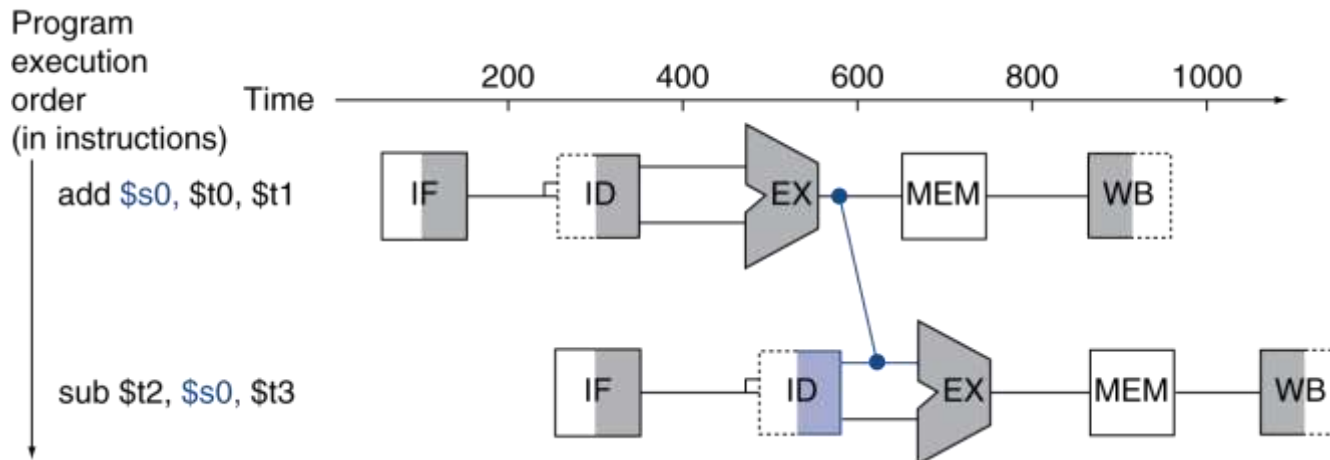 Program
execution
order
(in instructions)
Time
200 400 600 800 1000
add $s0, $t0, $t1
IF ID EX MEM WB
sub $t2, $s0, $t3
IF ID EX MEM WB